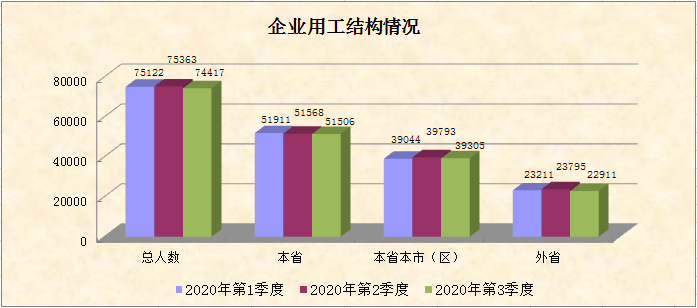 企业用工结构情况
75122 75363 74417
51911 51568 51506
39044 39793 39305
23211 23795 22911
80000
60000
40000
20000
0
总人数 本省 本省本市（区） 外省
2020年第1季度 2020年第2季度 2020年第3季度